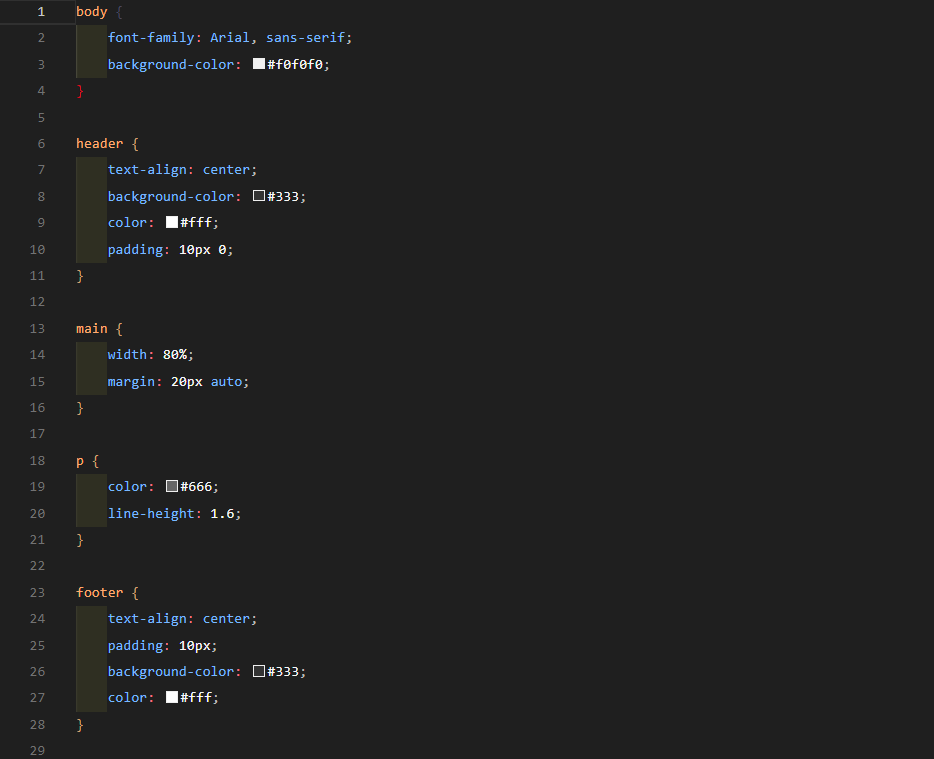 1 body {
2     font-family: Arial, sans-serif;
3     background-color: #f0f0f0;
4 }
5
6 header {
7     text-align: center;
8     background-color: #333;
9     color: #fff;
10     padding: 10px 0;
11 }
12
13 main {
14     width: 80%;
15     margin: 20px auto;
16 }
17
18 p {
19     color: #666;
20     line-height: 1.6;
21 }
22
23 footer {
24     text-align: center;
25     padding: 10px;
26     background-color: #333;
27     color: #fff;
28 }
29